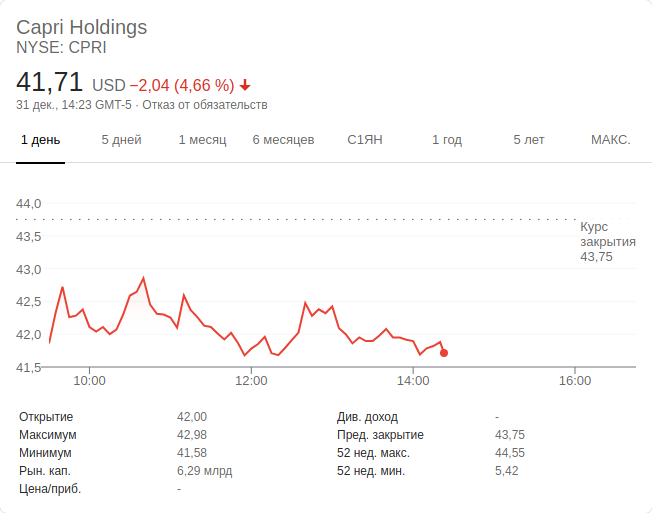 Capri Holdings
NYSE: CPRI
41,71 USD −2,04 (4,66 %)
31 дек., 14:23 GMT-5 · Отказ от обязательств
1 день 5 дней 1 месяц 6 месяцев С1ЯН 1 год 5 лет МАКС.
44,0
Курс
43,5
закрытия
43,75
43,0
42,5
42,0
41,5
10:00 12:00 14:00 16:00
Открытие 42,00 Див. доход -
Максимум 42,98 Пред. закрытие 43,75
Минимум 41,58 52 нед. макс. 44,55
Рын. кап. 6,29 млрд 52 нед. мин. 5,42
Цена/приб. -